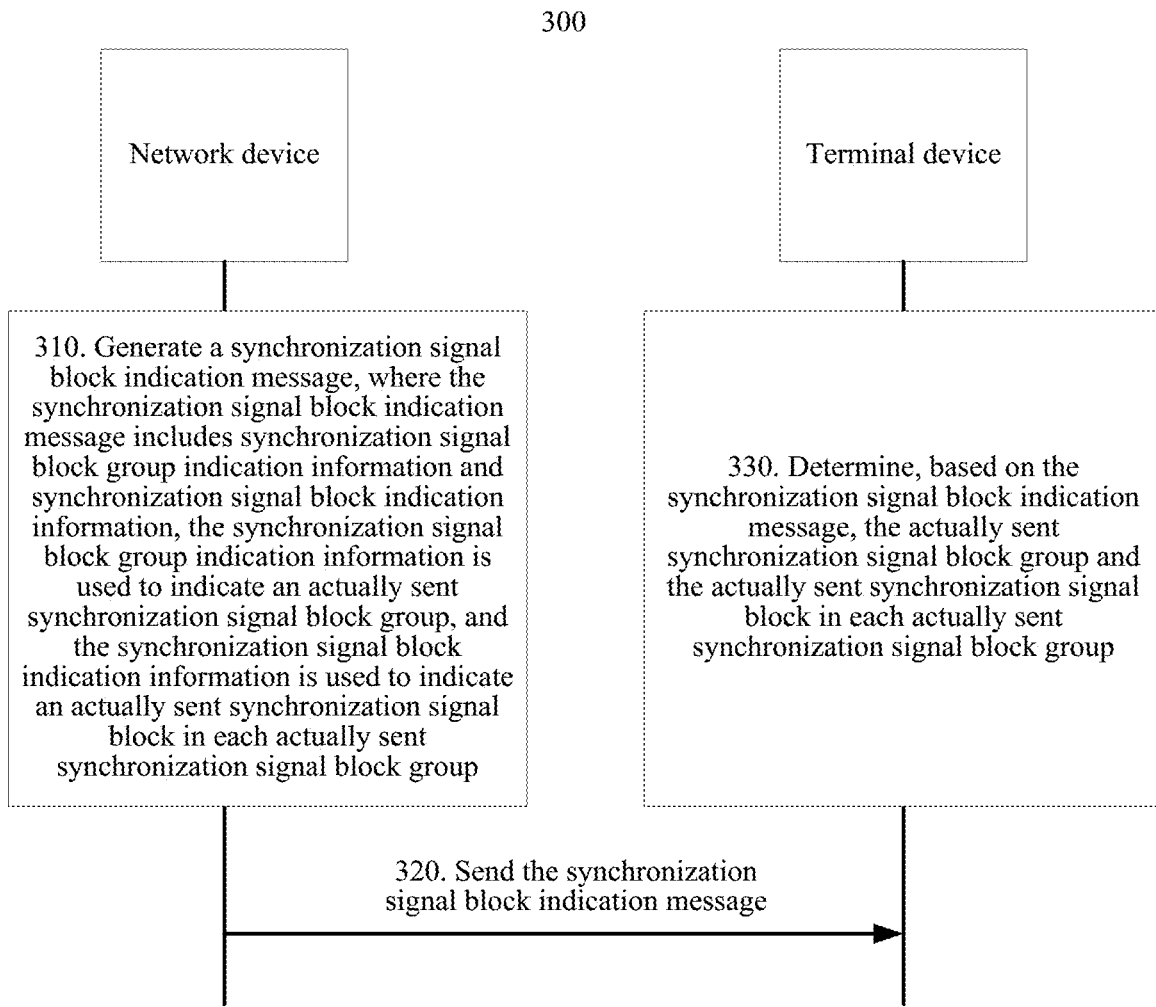 300
Network device
Terminal device
310. Generate a synchronization signal
block indication message, where the
synchronization signal block indication
message includes synchronization signal
block group indication information and
synchronization signal block indication
information, the synchronization signal
block group indication information is
used to indicate an actually sent
synchronization signal block group, and
the synchronization signal block
indication information is used to indicate
an actually sent synchronization signal
block in each actually sent
synchronization signal block group
330. Determine, based on the
synchronization signal block indication
message, the actually sent
synchronization signal block group and
the actually sent synchronization signal
block in each actually sent
synchronization signal block group
320. Send the synchronization
signal block indication message